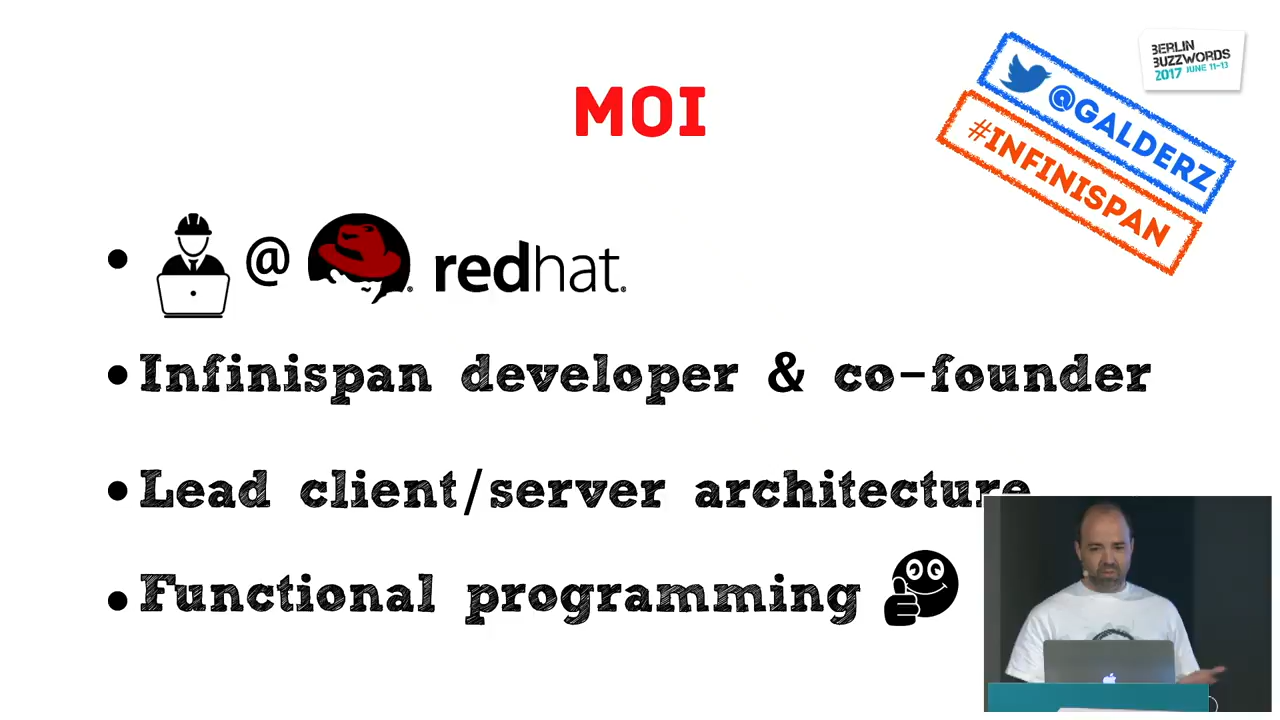 MOI
BERLIN
BUZZWORDS
2017 JUNE 11-13
@GALDERZ
#INFINISPAN
@ redhat.
Infinispan developer & co-founder
Lead client/server architecture
Functional programming